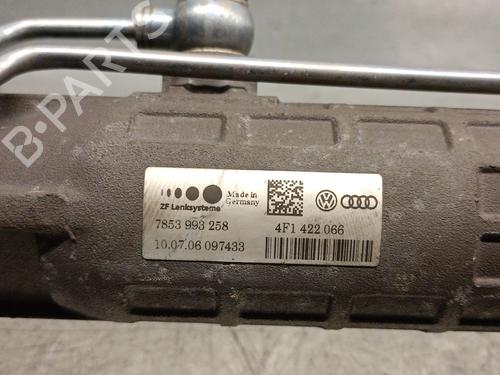 B-PARTS
Made in
Germany
ZF Lenksysteme
7853 993 258
4F1 422 066
10.07.06 097433